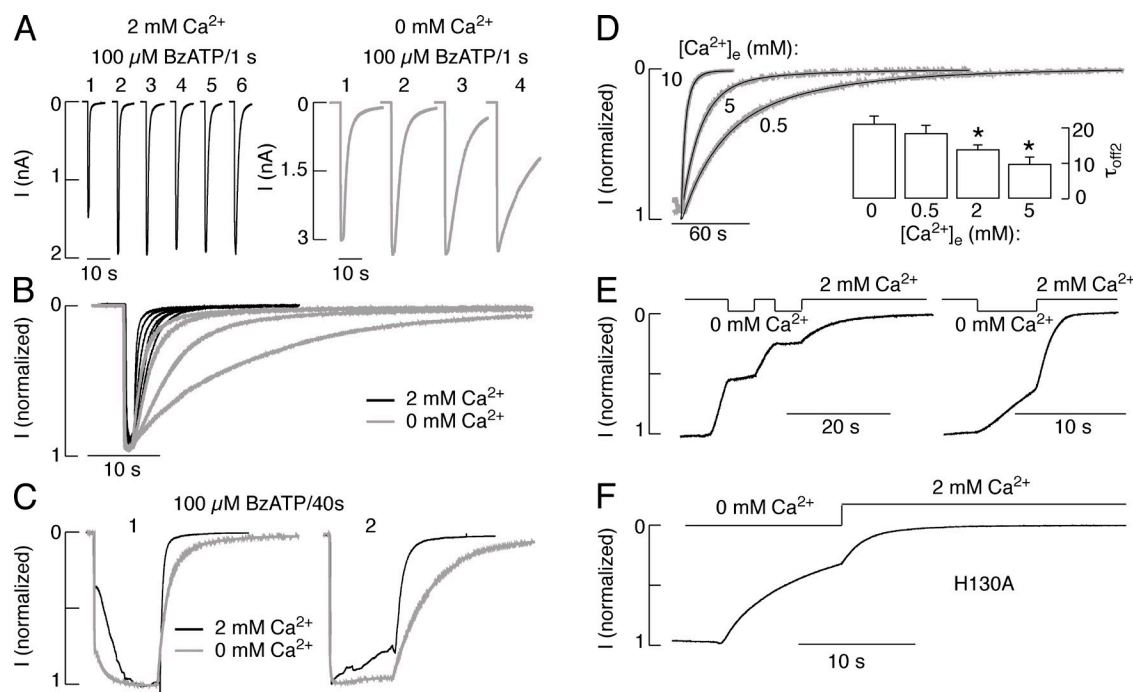 A
2 mM Ca²⁺
0 mM Ca²⁺
100 µM BzATP/1 s
100 µM BzATP/1 s
1 2 3 4 5 6
1 2 3 4
0
1
2
I (nA)
10 s
0
1.5
3
I (nA)
10 s
B
0
1
I (normalized)
2 mM Ca²⁺
0 mM Ca²⁺
10 s
C
100 µM BzATP/40s
1
2
0
1
I (normalized)
2 mM Ca²⁺
0 mM Ca²⁺
D
[Ca²⁺]e (mM):
0
1
I (normalized)
10
5
0.5
60 s
20
10
0
τoff2
* *
0 0.5 2 5
[Ca²⁺]e (mM):
E
2 mM Ca²⁺
2 mM Ca²⁺
0 mM Ca²⁺
0 mM Ca²⁺
0
1
I (normalized)
20 s
10 s
F
2 mM Ca²⁺
0 mM Ca²⁺
0
1
I (normalized)
H130A
10 s